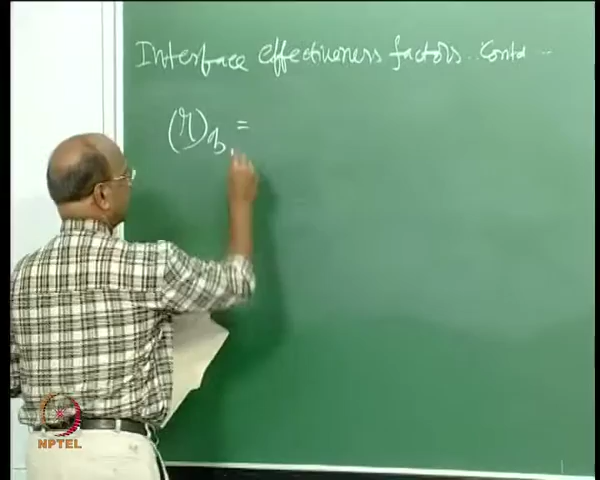 Interface effectiveness factors.. Contd ...
(η)b =
NPTEL